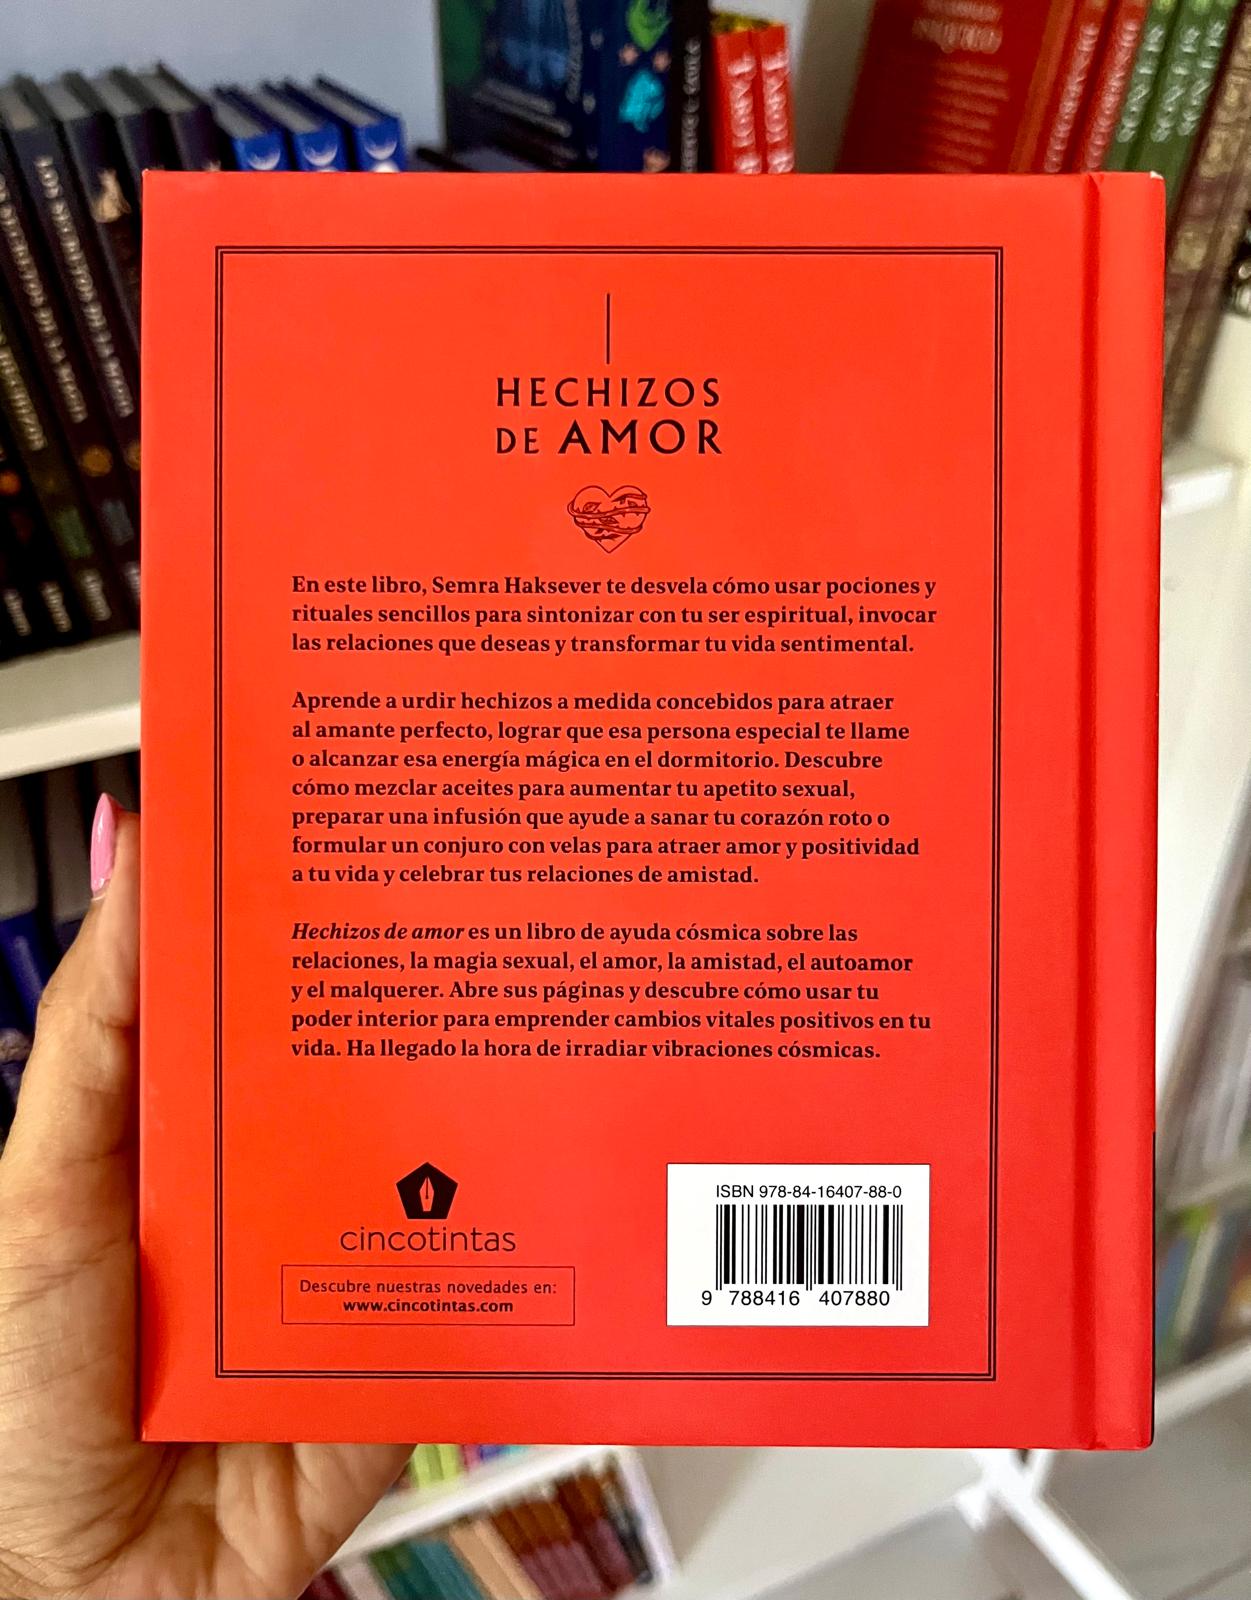 LOS SECRETOS DE LA MAGIA
HECHIZOS
DE AMOR
En este libro, Semra Haksever te desvela cómo usar pociones y
rituales sencillos para sintonizar con tu ser espiritual, invocar
las relaciones que deseas y transformar tu vida sentimental.
Aprende a urdir hechizos a medida concebidos para atraer
al amante perfecto, lograr que esa persona especial te llame
o alcanzar esa energía mágica en el dormitorio. Descubre
cómo mezclar aceites para aumentar tu apetito sexual,
preparar una infusión que ayude a sanar tu corazón roto o
formular un conjuro con velas para atraer amor y positividad
a tu vida y celebrar tus relaciones de amistad.
Hechizos de amor es un libro de ayuda cósmica sobre las
relaciones, la magia sexual, el amor, la amistad, el autoamor
y el malquerer. Abre sus páginas y descubre cómo usar tu
poder interior para emprender cambios vitales positivos en tu
vida. Ha llegado la hora de irradiar vibraciones cósmicas.
cincotintas
Descubre nuestras novedades en:
www.cincotintas.com
ISBN 978-84-16407-88-0
9 788416 407880